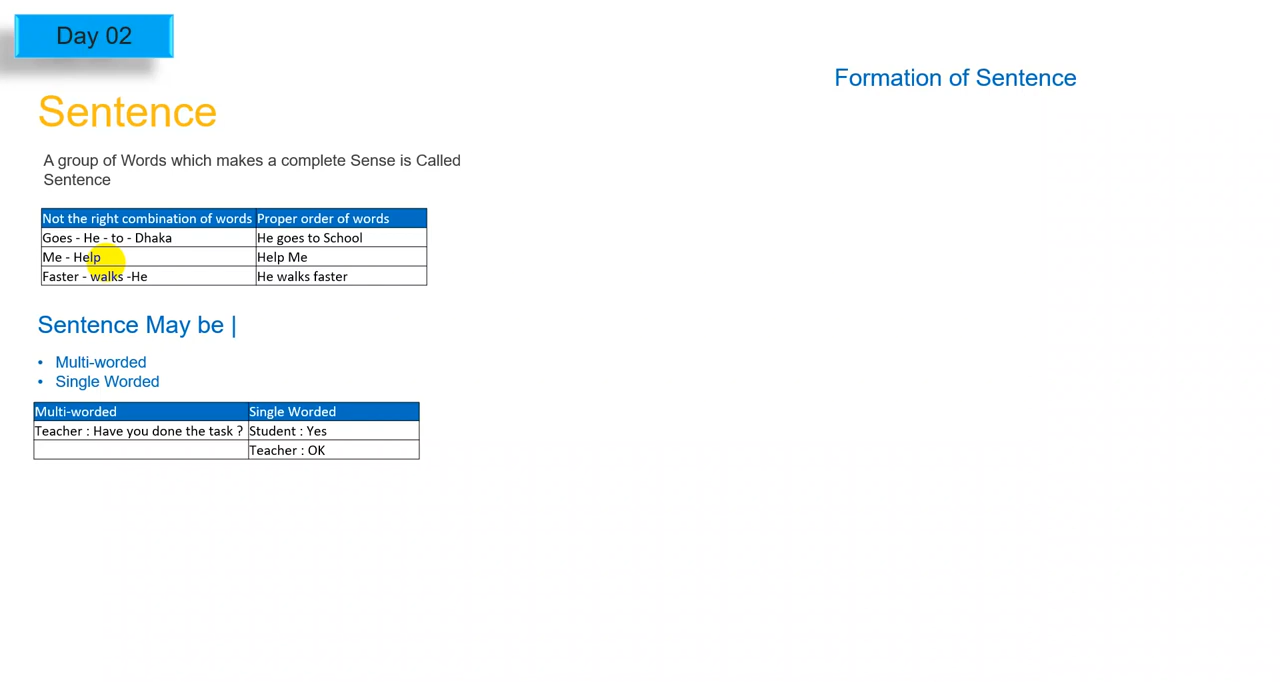 Day 02
Formation of Sentence
Sentence
A group of Words which makes a complete Sense is Called
Sentence
Not the right combination of words Proper order of words
Goes - He - to - Dhaka He goes to School
Me - Help Help Me
Faster - walks -He He walks faster
Sentence May be |
• Multi-worded
• Single Worded
Multi-worded Single Worded
Teacher : Have you done the task ? Student : Yes
Teacher : OK